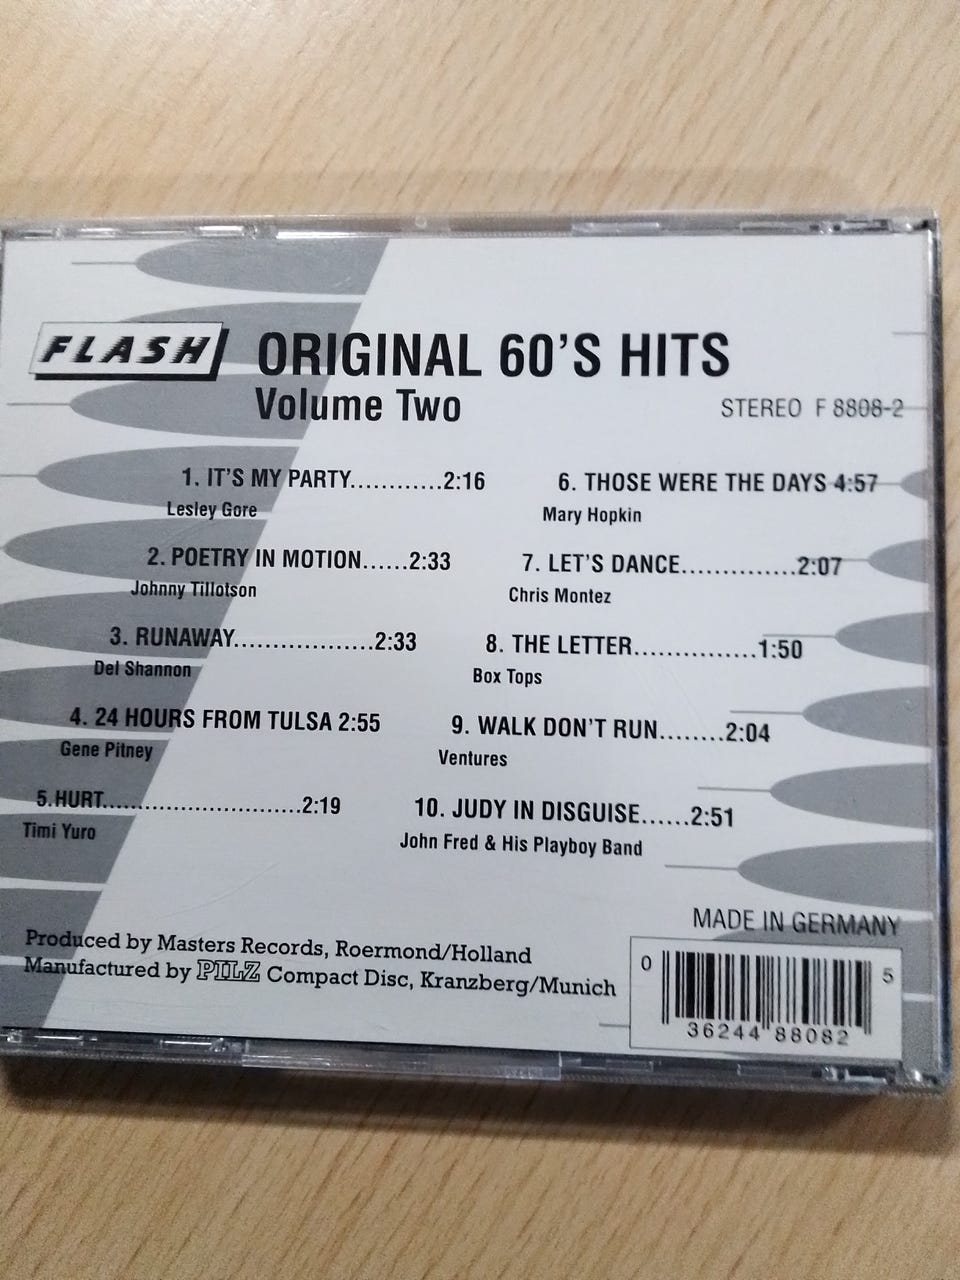 FLASH
ORIGINAL 60'S HITS
Volume Two
STEREO F 8808-2
1. IT'S MY PARTY............2:16
Lesley Gore
2. POETRY IN MOTION......2:33
Johnny Tillotson
3. RUNAWAY..................2:33
Del Shannon
4. 24 HOURS FROM TULSA 2:55
Gene Pitney
5.HURT..........................2:19
Timi Yuro
6. THOSE WERE THE DAYS 4:57
Mary Hopkin
7. LET'S DANCE...............2:07
Chris Montez
8. THE LETTER................1:50
Box Tops
9. WALK DON'T RUN........2:04
Ventures
10. JUDY IN DISGUISE......2:51
John Fred & His Playboy Band
MADE IN GERMANY
Produced by Masters Records, Roermond/Holland
Manufactured by PILZ Compact Disc, Kranzberg/Munich
0 36244 88082 5